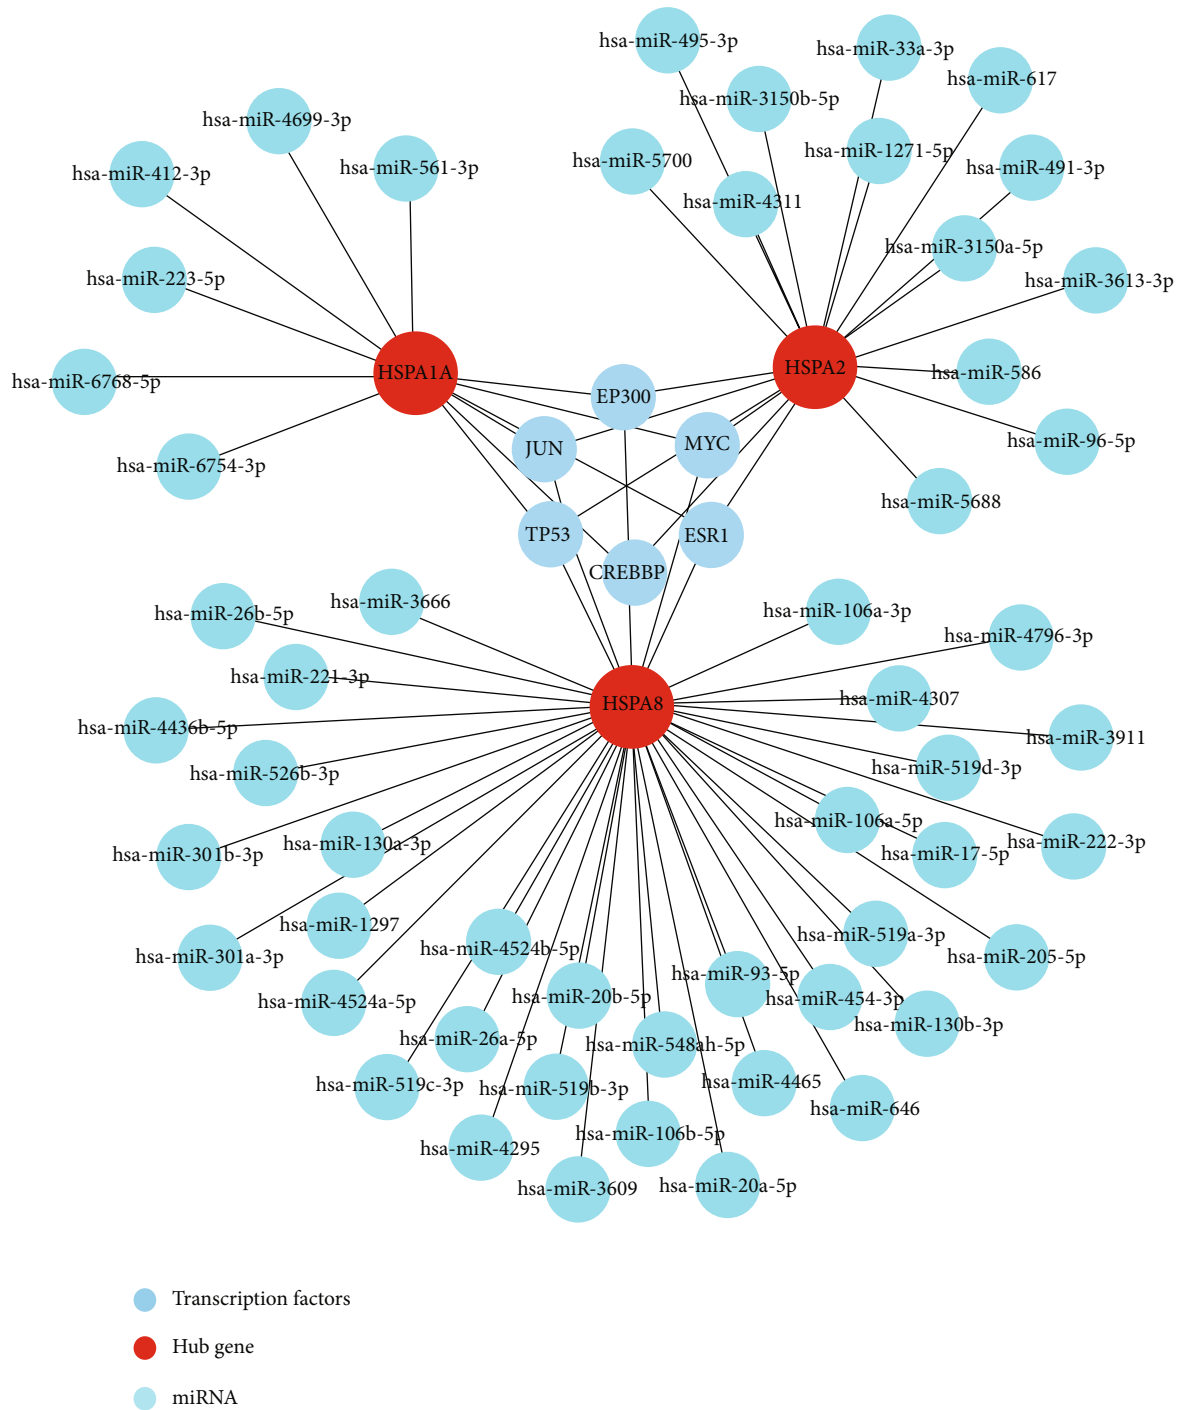 hsa-miR-495-3p
hsa-miR-33a-3p
hsa-miR-617
hsa-miR-3150b-5p
hsa-miR-4699-3p
hsa-miR-1271-5p
hsa-miR-5700
hsa-miR-561-3p
hsa-miR-491-3p
hsa-miR-412-3p
hsa-miR-4311
hsa-miR-3150a-5p
hsa-miR-223-5p
hsa-miR-3613-3p
HSPA1A
HSPA2
hsa-miR-6768-5p
hsa-miR-586
EP300
JUN
MYC
hsa-miR-96-5p
hsa-miR-6754-3p
hsa-miR-5688
TP53
ESR1
CREBBP
hsa-miR-3666
hsa-miR-26b-5p
hsa-miR-106a-3p
hsa-miR-4796-3p
hsa-miR-221-3p
hsa-miR-4307
HSPA8
hsa-miR-4436b-5p
hsa-miR-3911
hsa-miR-526b-3p
hsa-miR-519d-3p
hsa-miR-106a-5p
hsa-miR-130a-3p
hsa-miR-222-3p
hsa-miR-301b-3p
hsa-miR-17-5p
hsa-miR-1297
hsa-miR-519a-3p
hsa-miR-4524b-5p
hsa-miR-301a-3p
hsa-miR-205-5p
hsa-miR-93-5p
hsa-miR-20b-5p
hsa-miR-454-3p
hsa-miR-4524a-5p
hsa-miR-130b-3p
hsa-miR-26a-5p
hsa-miR-548ah-5p
hsa-miR-4465
hsa-miR-519c-3p
hsa-miR-519b-3p
hsa-miR-646
hsa-miR-106b-5p
hsa-miR-4295
hsa-miR-20a-5p
hsa-miR-3609
Transcription factors
Hub gene
miRNA